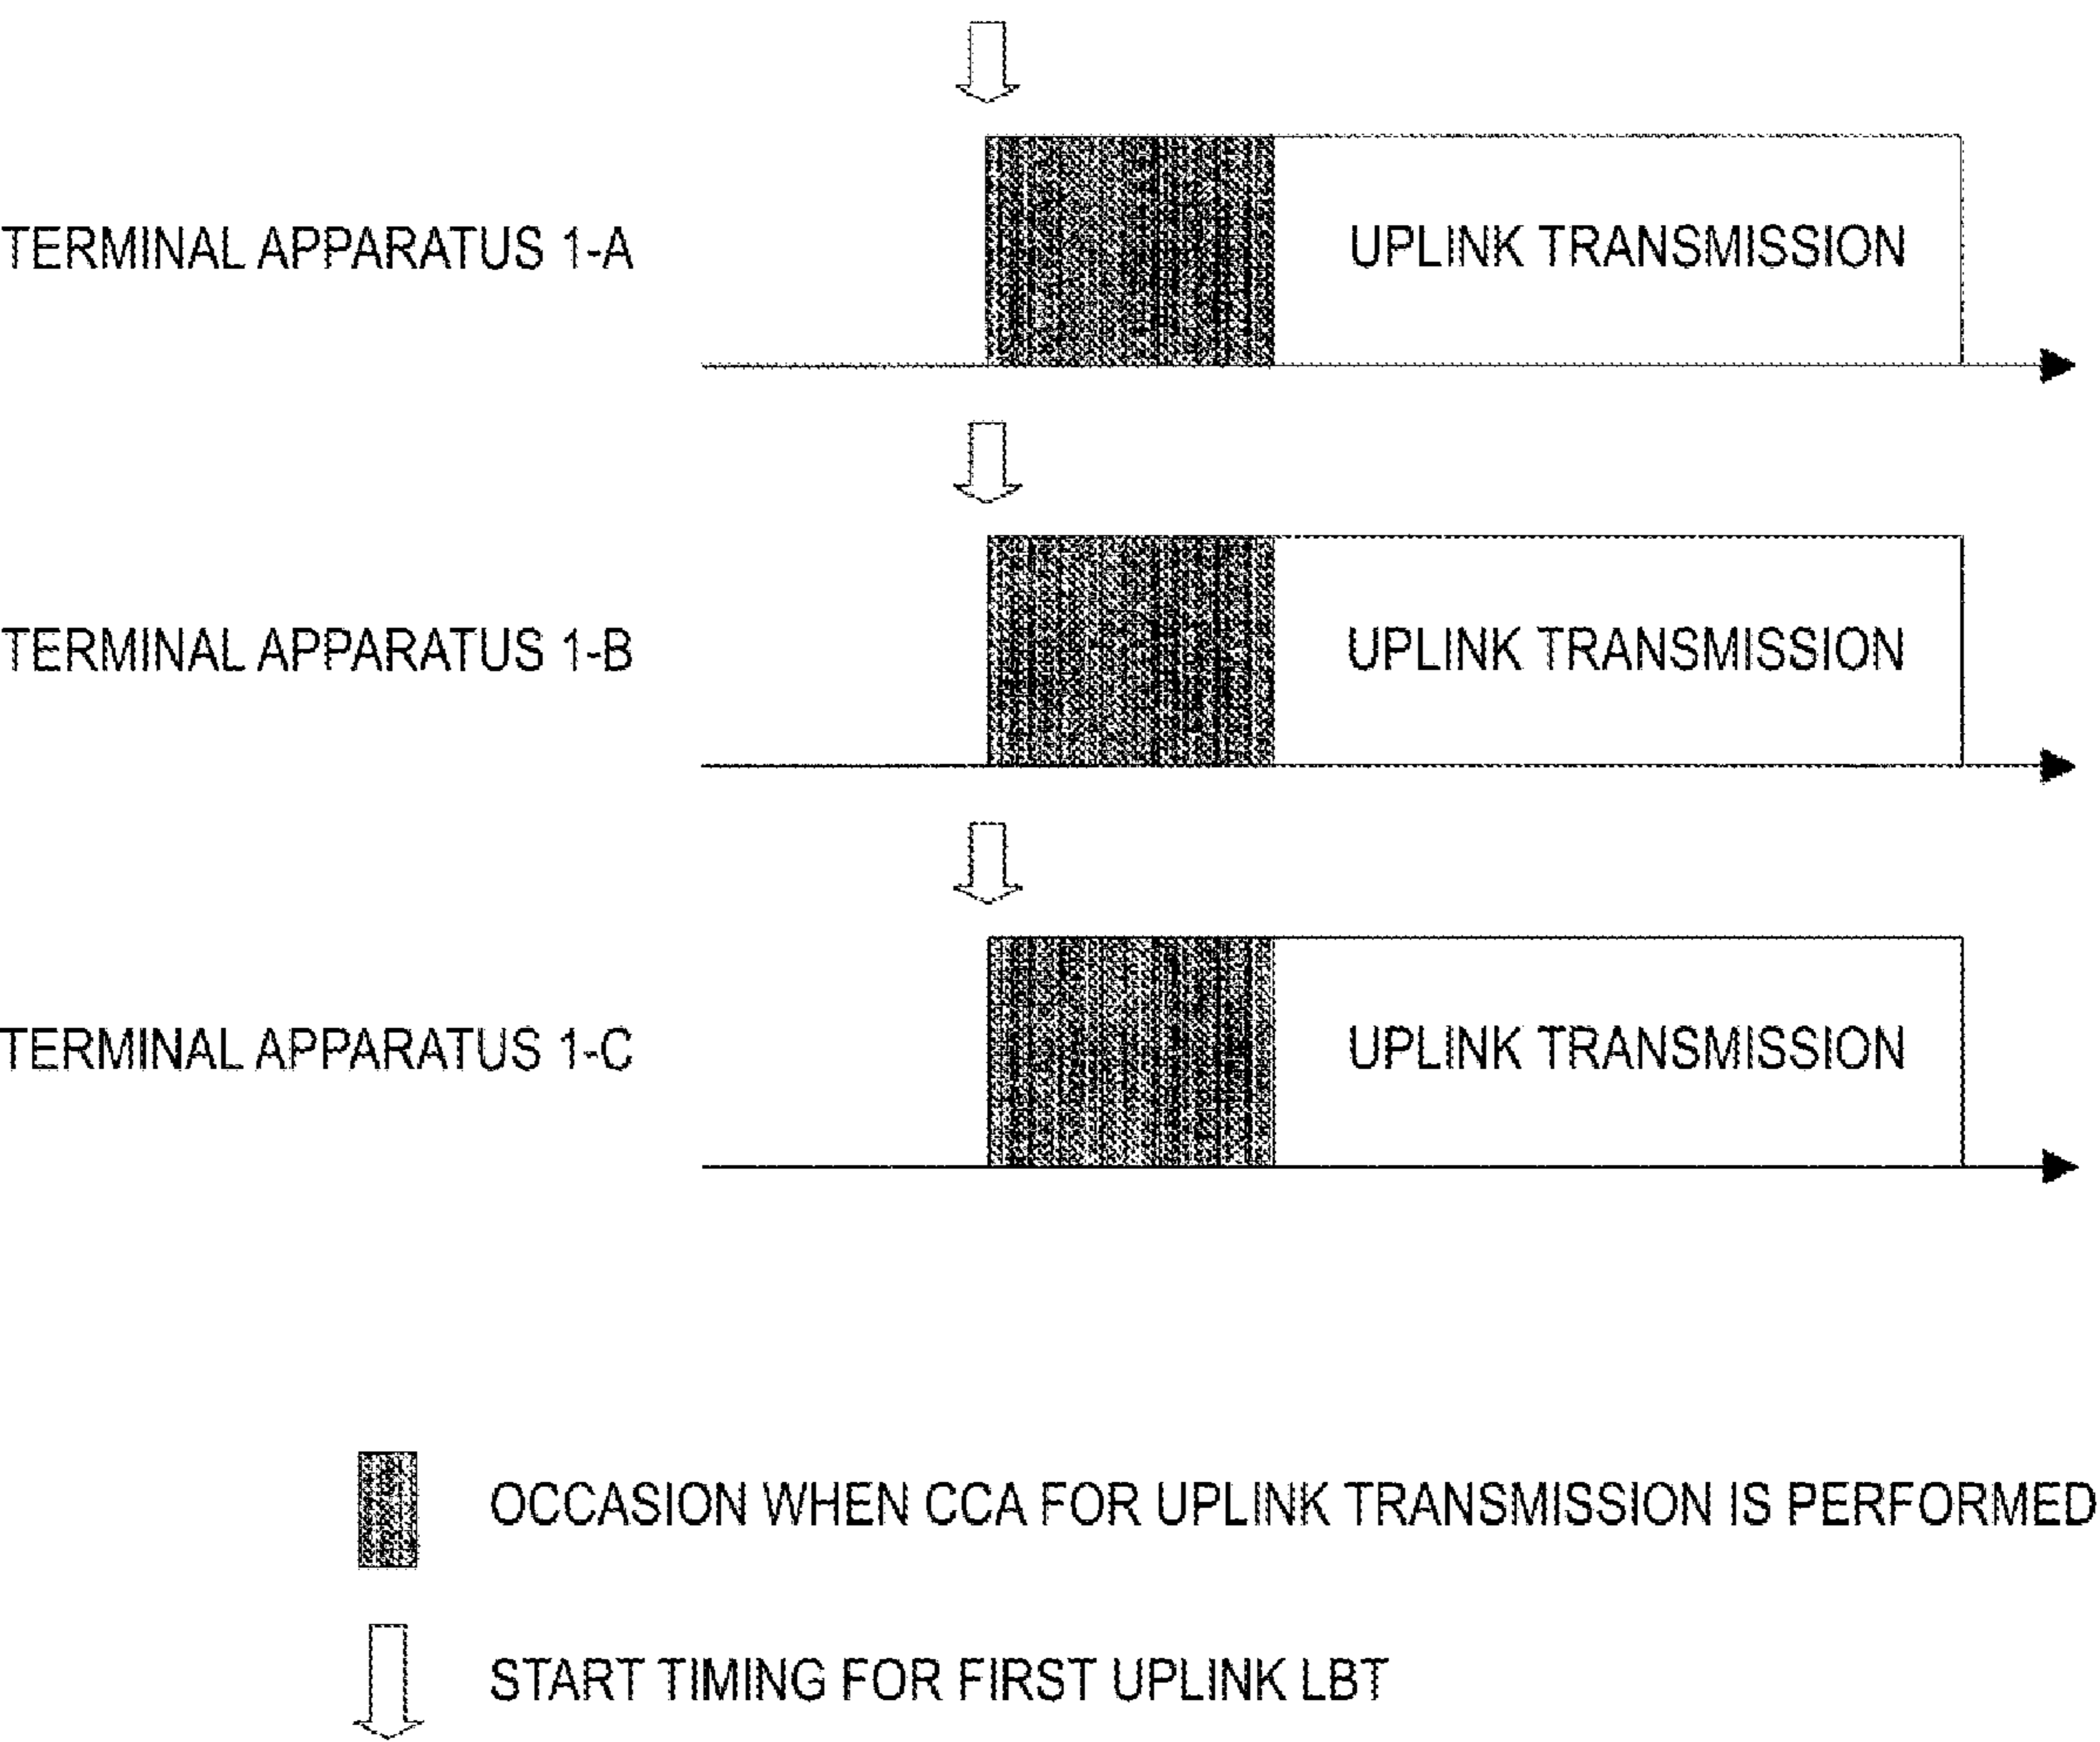 TERMINAL APPARATUS 1-A
UPLINK TRANSMISSION
TERMINAL APPARATUS 1-B
UPLINK TRANSMISSION
TERMINAL APPARATUS 1-C
UPLINK TRANSMISSION
OCCASION WHEN CCA FOR UPLINK TRANSMISSION IS PERFORMED
START TIMING FOR FIRST UPLINK LBT